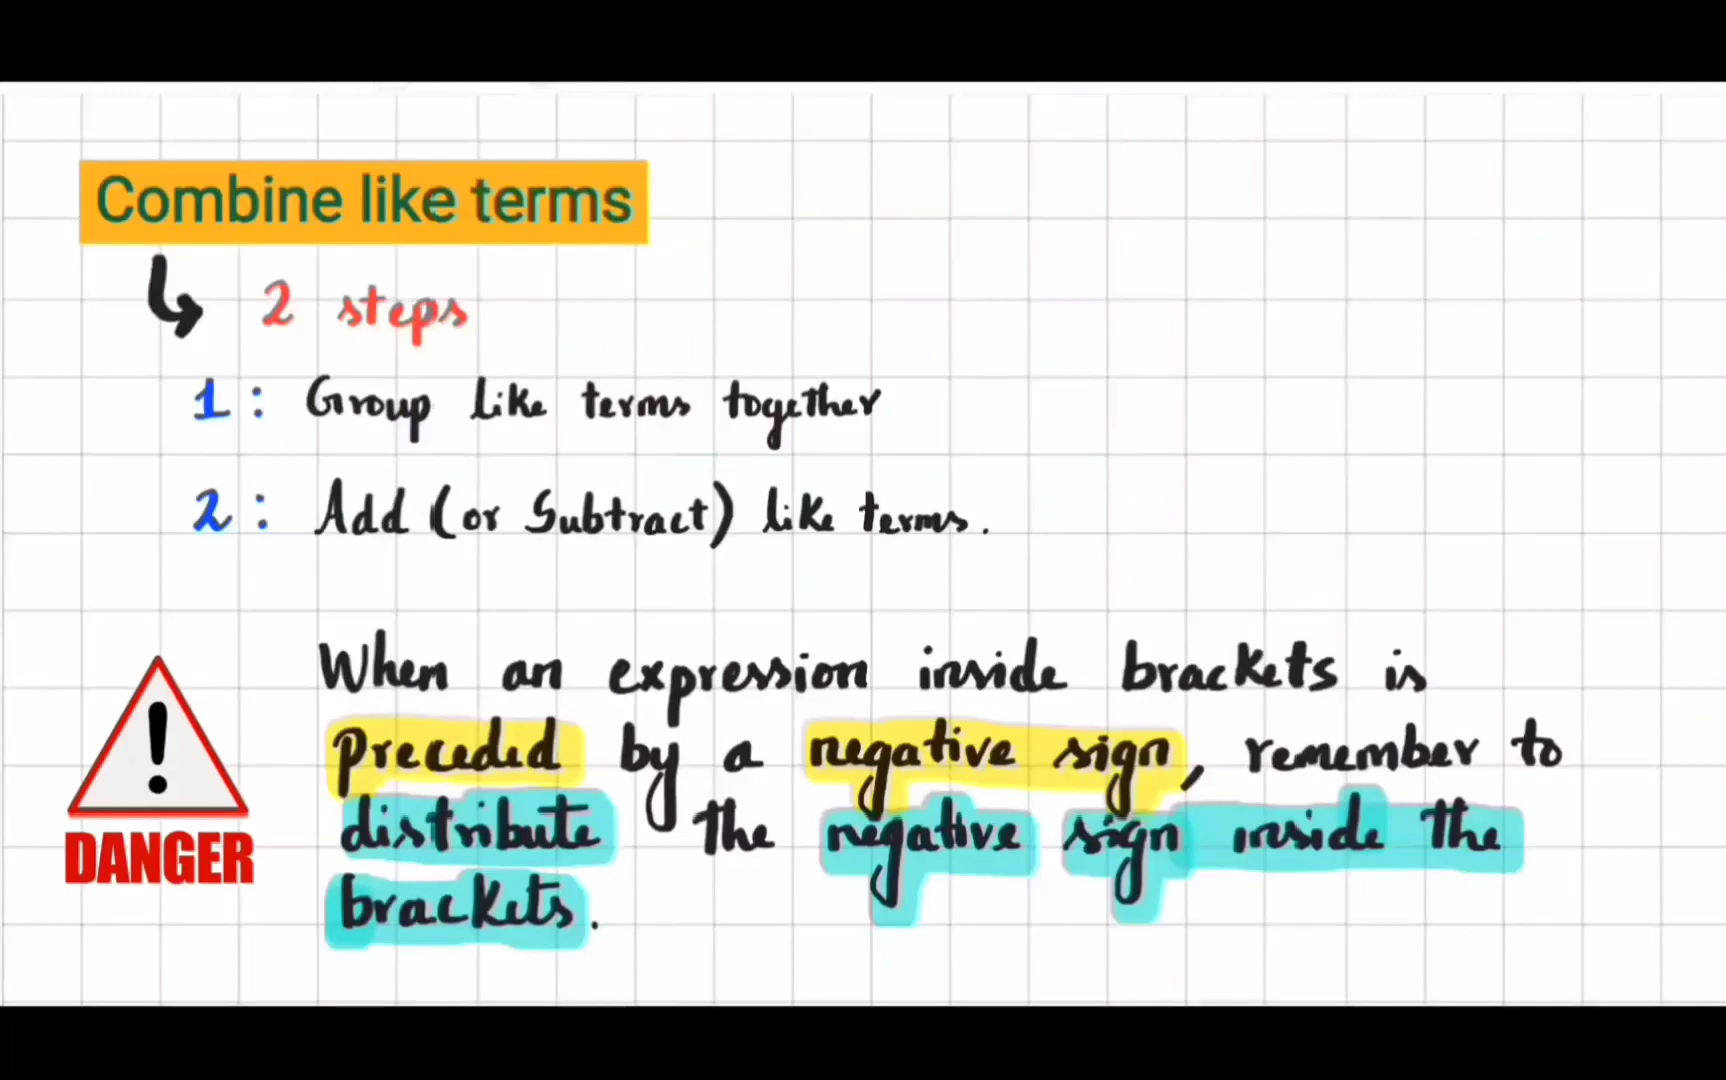 Combine like terms
2 steps
1: Group like terms together
2: Add (or Subtract) like terms.
When an expression inside brackets is
preceded by a negative sign, remember to
distribute the negative sign inside the
brackets.
DANGER